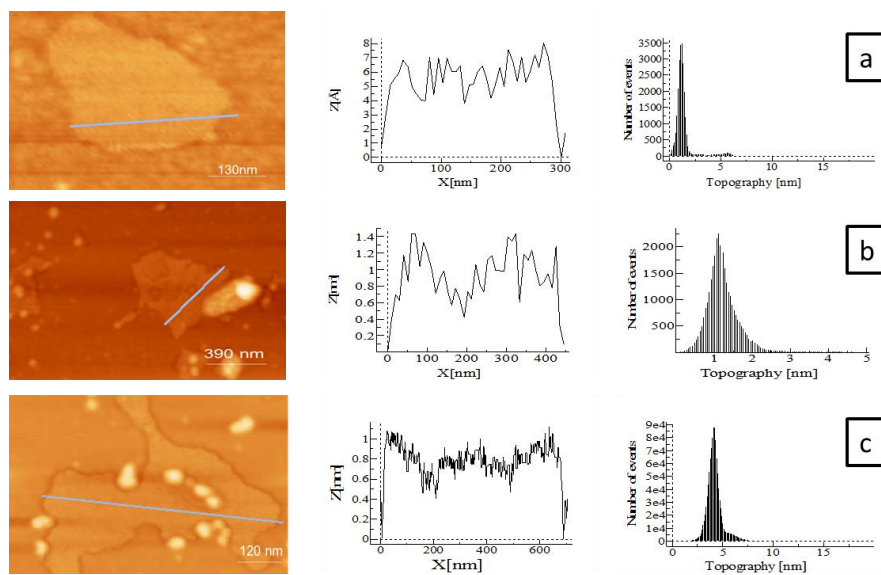 130nm
Z[Å]
8
7
6
5
4
3
2
1
0
0 100 200 300
X[nm]
Number of events
3500
3000
2500
2000
1500
1000
500
0
0 5 10 15
Topography [nm]
a
390 nm
Z[nm]
1.4
1.2
1
0.8
0.6
0.4
0.2
0 100 200 300 400
X[nm]
Number of events
2000
1500
1000
500
1 2 3 4 5
Topography [nm]
b
120 nm
Z[nm]
1
0.8
0.6
0.4
0.2
0
0 200 400 600
X[nm]
Number of events
9e4
8e4
7e4
6e4
5e4
4e4
3e4
2e4
1e4
0
0 5 10 15
Topography [nm]
c